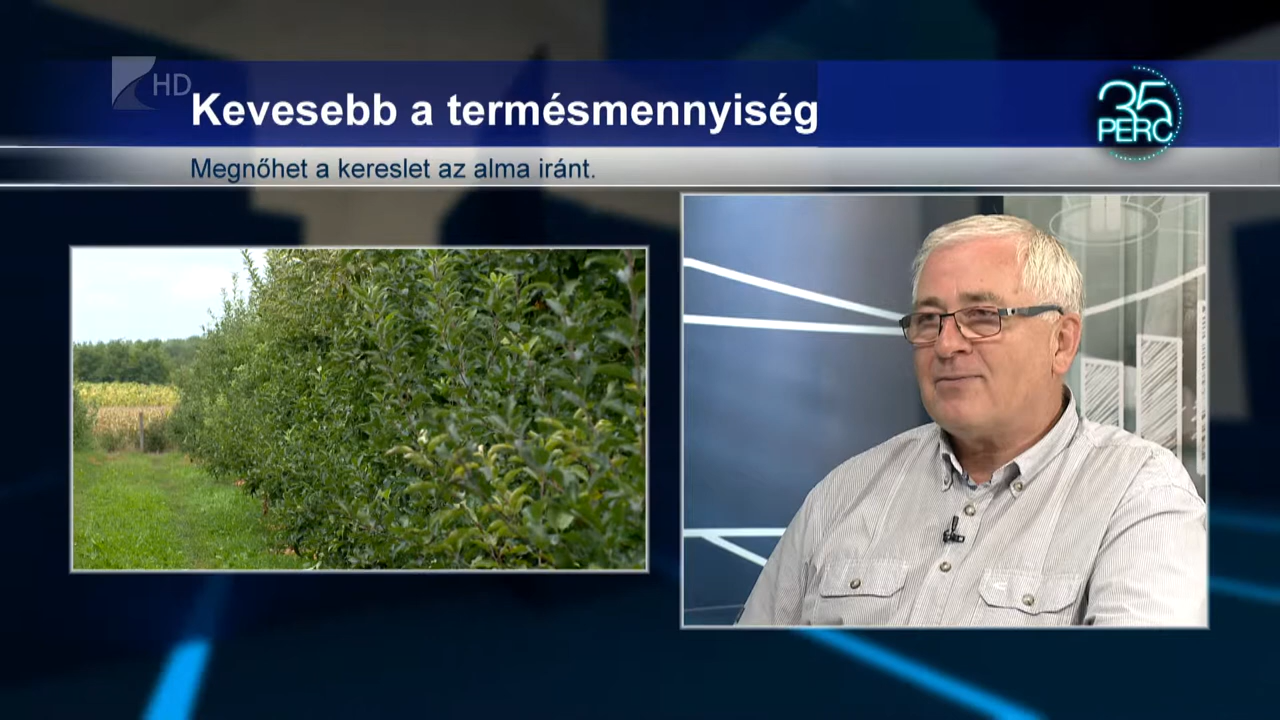 HD
Kevesebb a termésmennyiség
35
PERC
Megnőhet a kereslet az alma iránt.